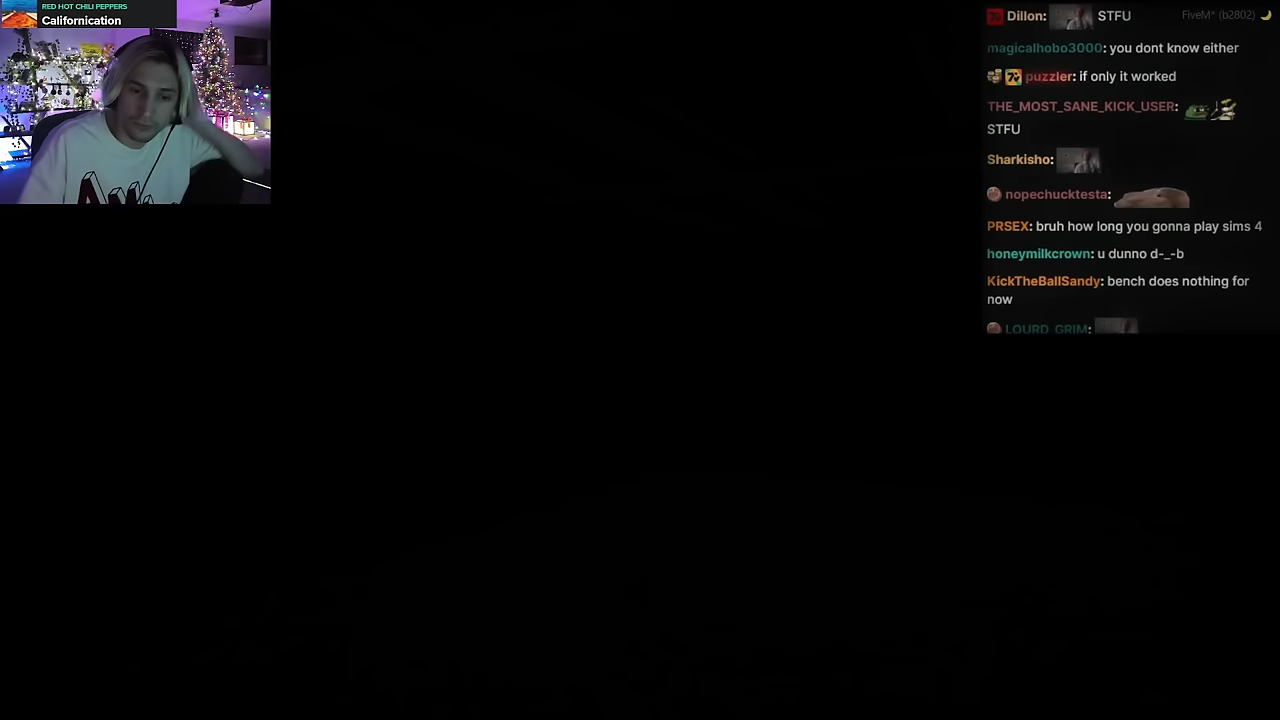 RED HOT CHILI PEPPERS
Californication
Dillon: STFU
FiveM® (b2802)
magicalhobo3000: you dont know either
puzzler: if only it worked
THE_MOST_SANE_KICK_USER:
STFU
Sharkisho:
nopechucktesta:
PRSEX: bruh how long you gonna play sims 4
honeymilkcrown: u dunno d-_-b
KickTheBallSandy: bench does nothing for
now
LOURD_GRIM: